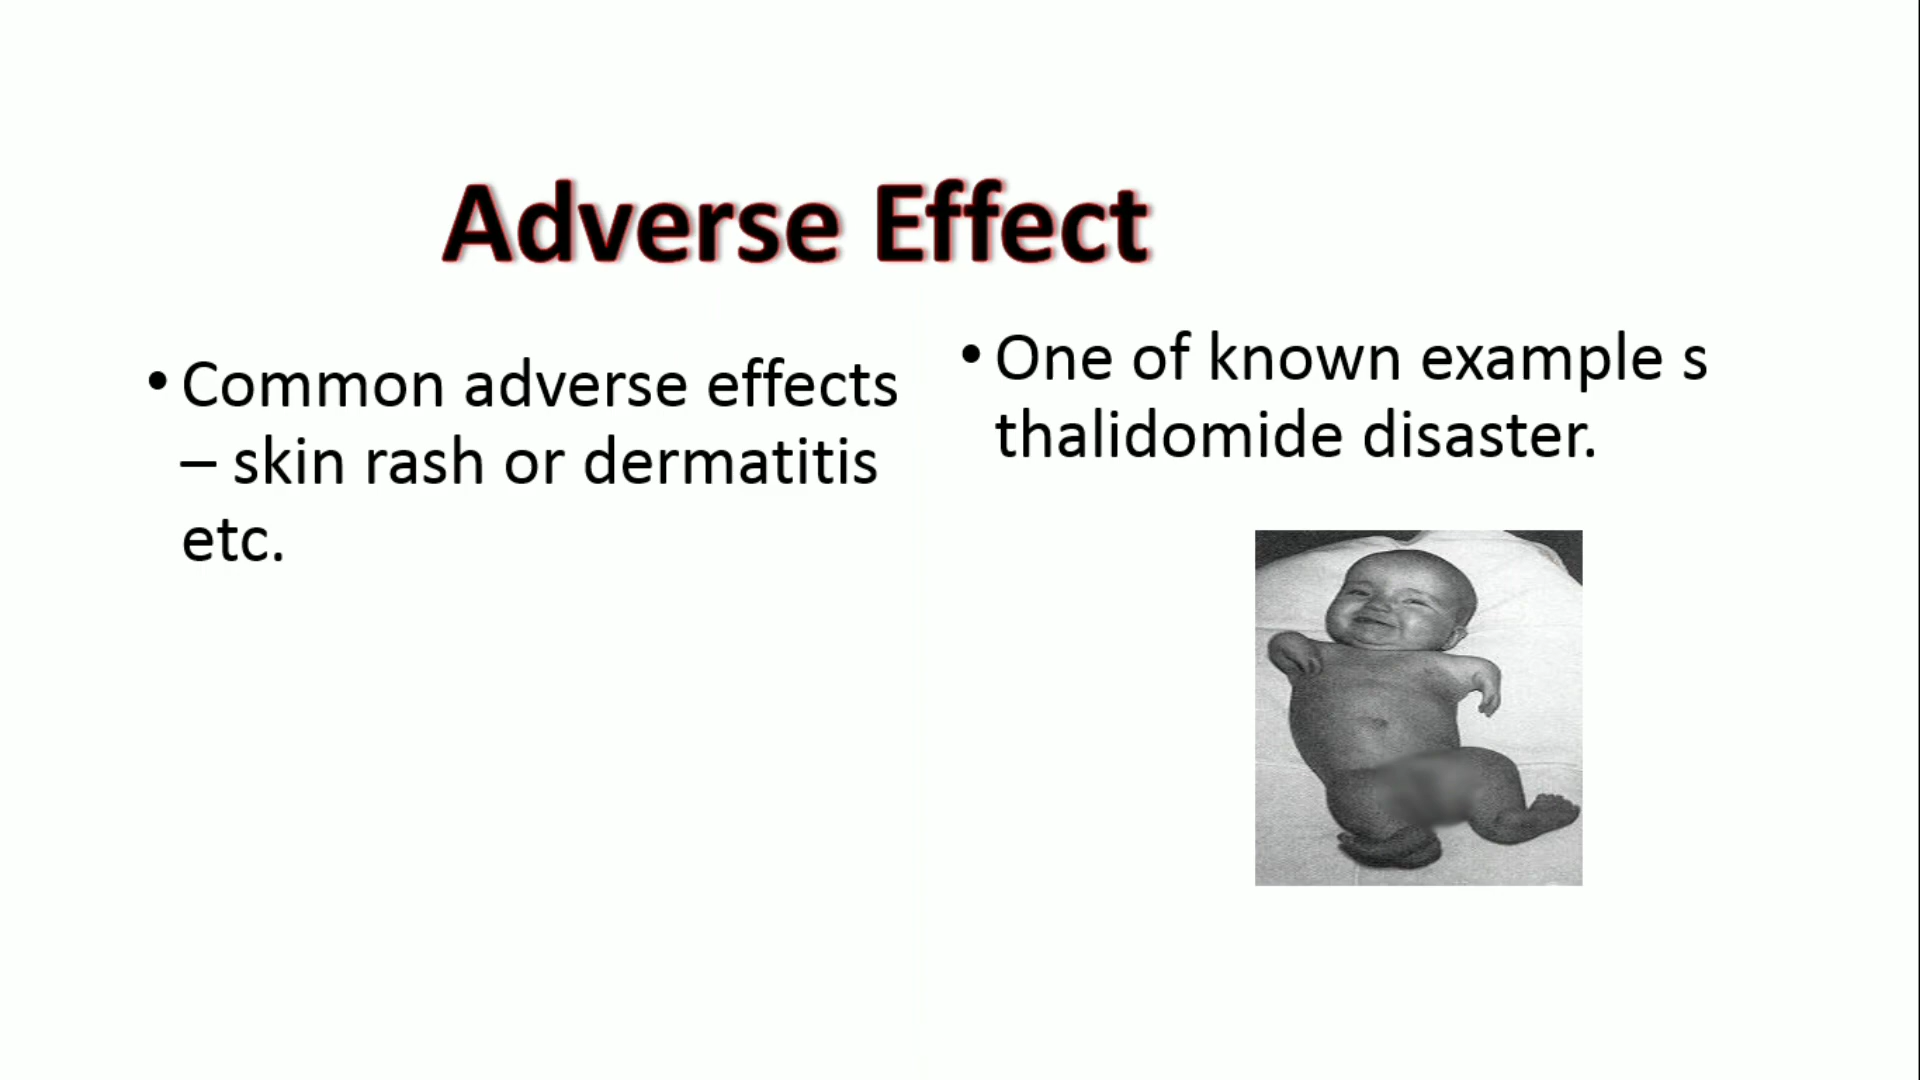 Adverse Effect
• Common adverse effects
– skin rash or dermatitis
etc.
• One of known example s
thalidomide disaster.